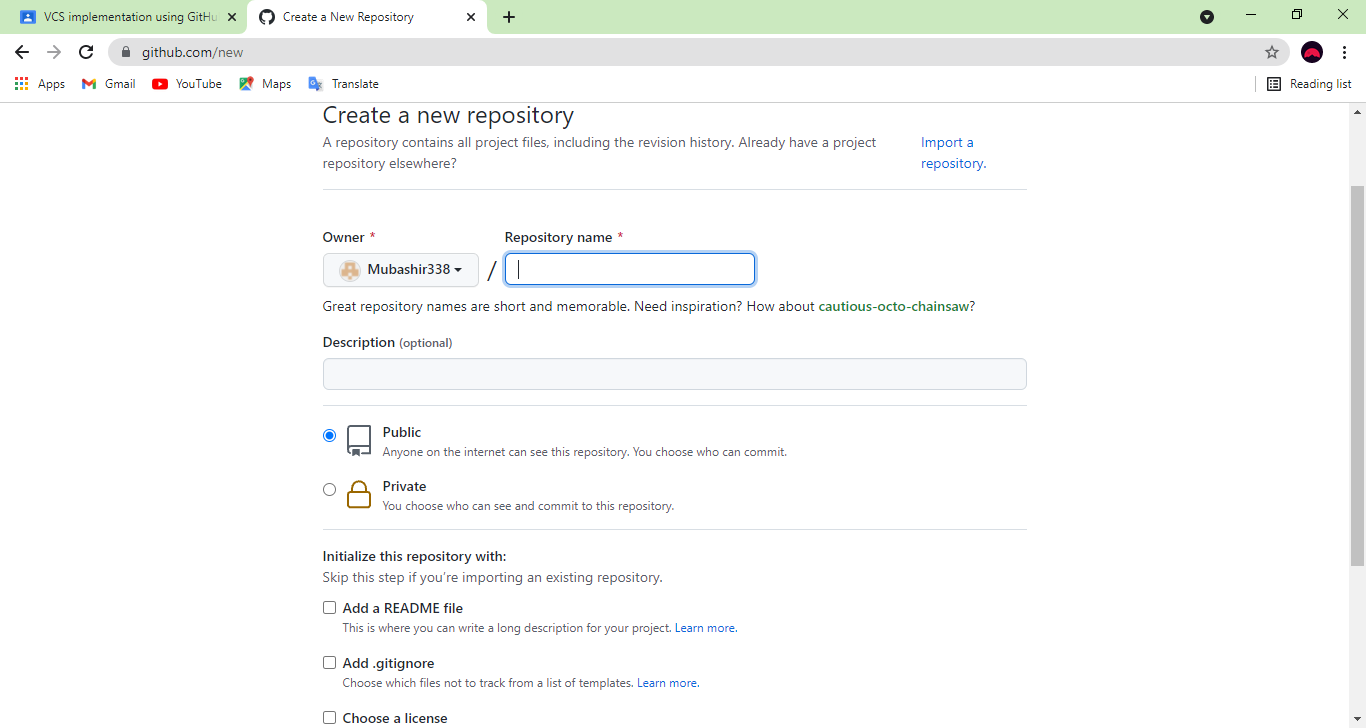 VCS implementation using GitHu
Create a New Repository
github.com/new
Apps
Gmail
YouTube
Maps
Translate
Reading list
Create a new repository
A repository contains all project files, including the revision history. Already have a project
repository elsewhere?
Import a
repository.
Owner *
Repository name *
Mubashir338
/
Great repository names are short and memorable. Need inspiration? How about cautious-octo-chainsaw?
Description (optional)
Public
Anyone on the internet can see this repository. You choose who can commit.
Private
You choose who can see and commit to this repository.
Initialize this repository with:
Skip this step if you’re importing an existing repository.
Add a README file
This is where you can write a long description for your project. Learn more.
Add .gitignore
Choose which files not to track from a list of templates. Learn more.
Choose a license